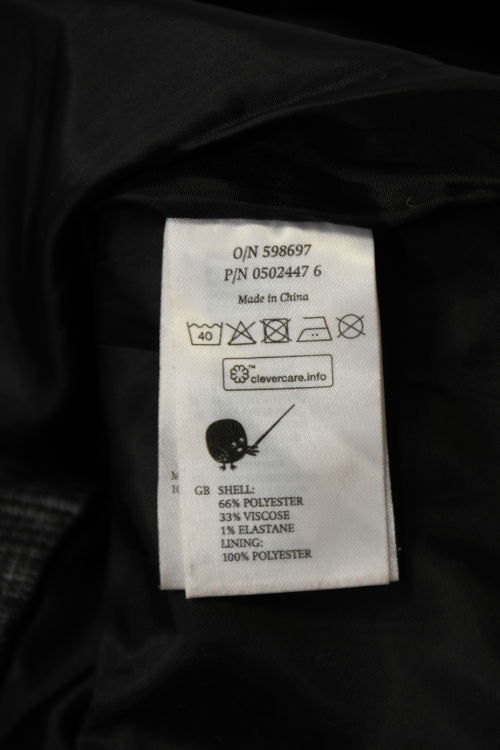 O/N 598697
P/N 0502447 6
Made in China
40
clevercare.info™
GB SHELL:
66% POLYESTER
33% VISCOSE
1% ELASTANE
LINING:
100% POLYESTER